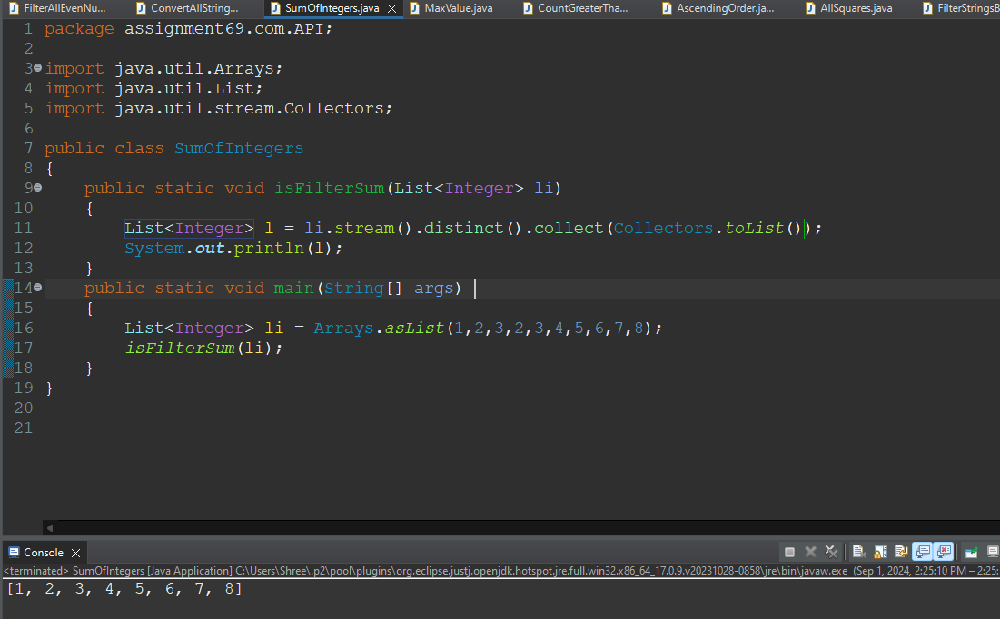 FilterAllEvenNu... ConvertAllString... SumOfIntegers.java MaxValue.java CountGreaterTha... AscendingOrder.ja... AllSquares.java FilterStringsB
1 package assignment69.com.API;
2
3 import java.util.Arrays;
4 import java.util.List;
5 import java.util.stream.Collectors;
6
7 public class SumOfIntegers
8 {
9 public static void isFilterSum(List<Integer> li)
10 {
11 List<Integer> l = li.stream().distinct().collect(Collectors.toList());
12 System.out.println(l);
13 }
14 public static void main(String[] args)
15 {
16 List<Integer> li = Arrays.asList(1,2,3,2,3,4,5,6,7,8);
17 isFilterSum(li);
18 }
19 }
20
21
Console
<terminated> SumOfIntegers [Java Application] C:\Users\Shree\.p2\pool\plugins\org.eclipse.justj.openjdk.hotspot.jre.full.win32.x86_64_17.0.9.v20231028-0858\jre\bin\javaw.exe (Sep 1, 2024, 2:25:10 PM – 2:25:
[1, 2, 3, 4, 5, 6, 7, 8]